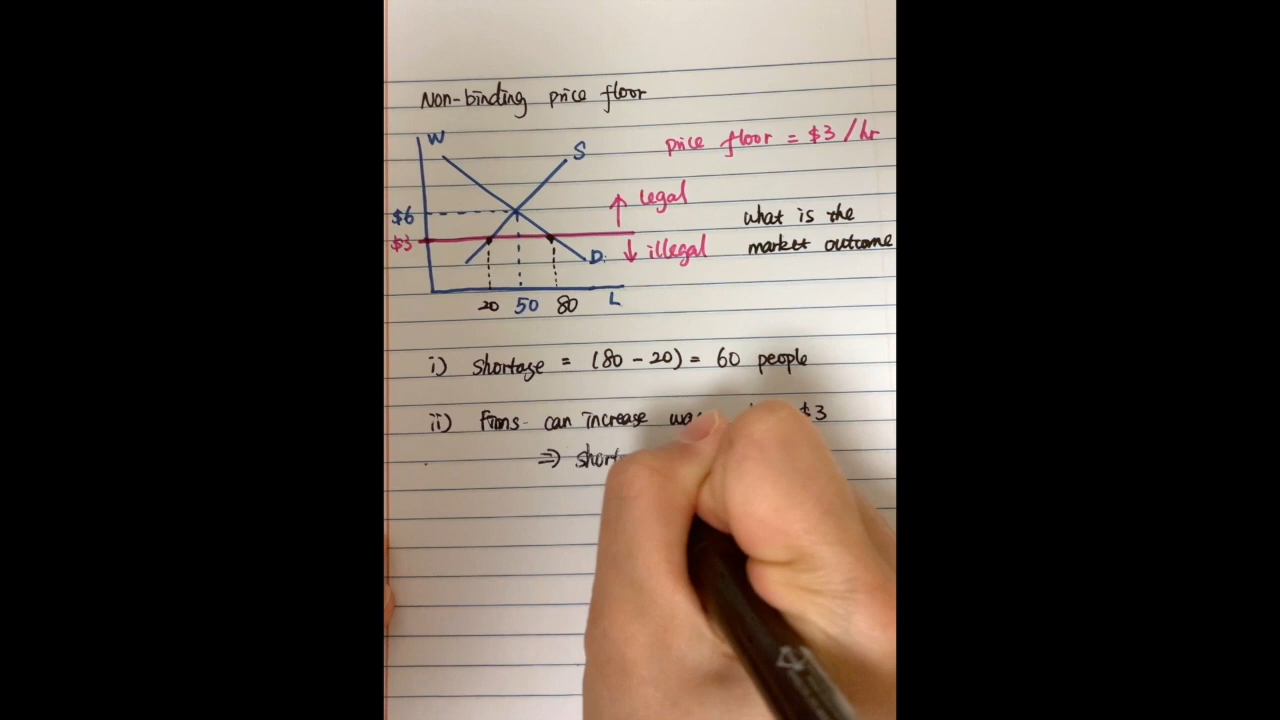 Non-binding price floor
W
S
price floor = $3 /hr
legal
$6
what is the
$3
illegal
market outcome
D
20 50 80 L
i) shortage = (80 - 20) = 60 people
ii) Firms can increase $3
⇒